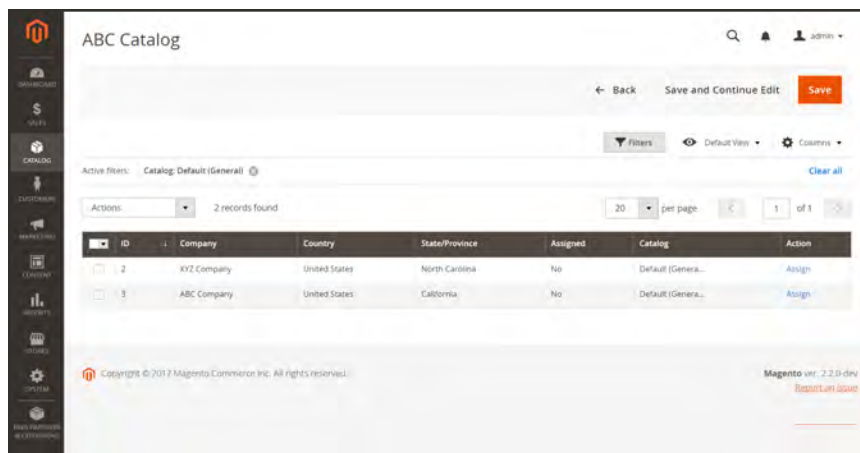 ABC Catalog
admin
DASHBOARD
SALES
CATALOG
CUSTOMERS
MARKETING
CONTENT
REPORTS
STORES
SYSTEM
FIND PARTNERS
& EXTENSIONS
← Back Save and Continue Edit Save
Filters Default View Columns
Active filters: Catalog: Default (General) Clear all
Actions 2 records found 20 per page 1 of 1
ID ↓ Company Country State/Province Assigned Catalog Action
2 XYZ Company United States North Carolina No Default (Genera... Assign
3 ABC Company United States California No Default (Genera... Assign
Copyright © 2017 Magento Commerce Inc. All rights reserved. Magento ver. 2.2.0-dev
Report an Issue